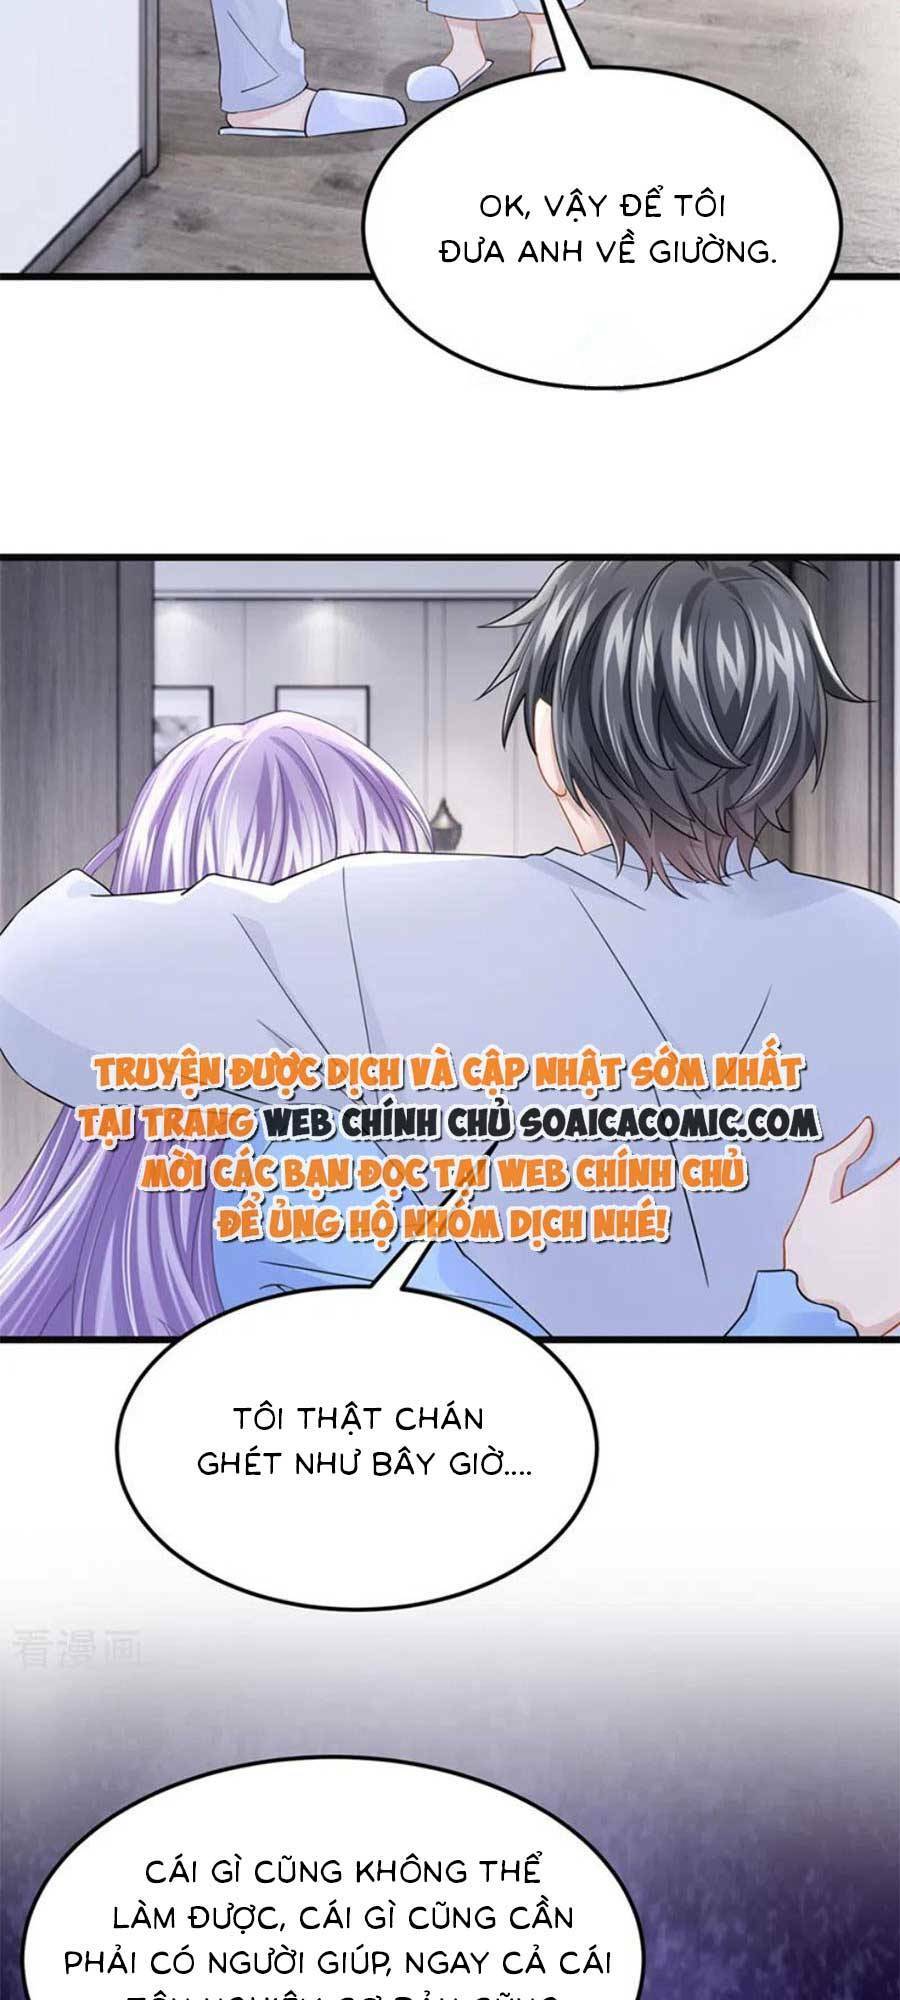 OK, VẬY ĐỂ TÔI
ĐƯA ANH VỀ GIƯỜNG.
TRUYỆN ĐƯỢC DỊCH VÀ CẬP NHẬT SỚM NHẤT
TẠI TRANG WEB CHÍNH CHỦ SOAICACOMIC.COM
MỜI CÁC BẠN ĐỌC TẠI WEB CHÍNH CHỦ
ĐỂ ỦNG HỘ NHÓM DỊCH NHÉ!
TÔI THẬT CHÁN
GHÉT NHƯ BÂY GIỜ....
看漫画
CÁI GÌ CŨNG KHÔNG THỂ
LÀM ĐƯỢC, CÁI GÌ CŨNG CẦN
PHẢI CÓ NGƯỜI GIÚP, NGAY CẢ CÁI